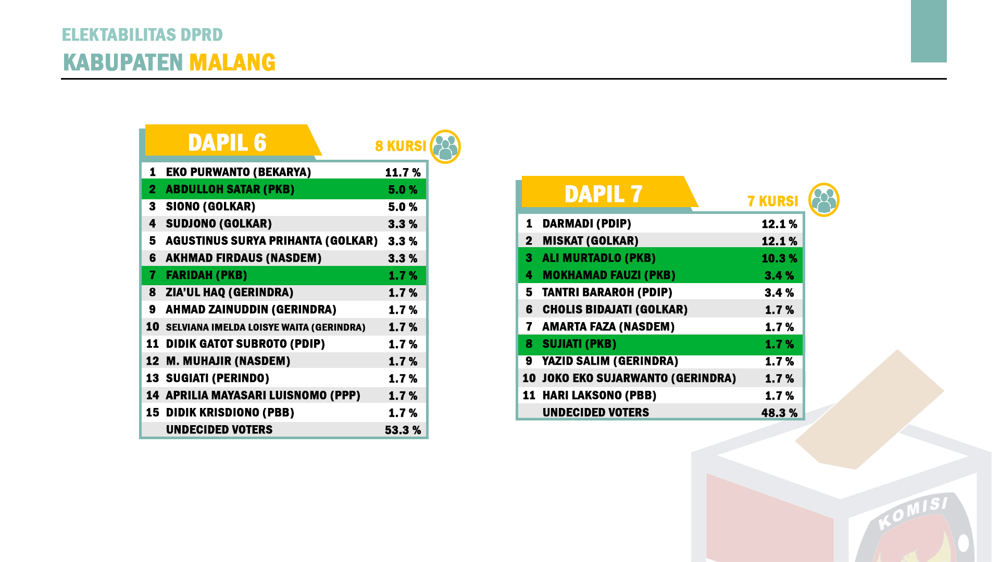 ELEKTABILITAS DPRD
KABUPATEN MALANG
DAPIL 6
8 KURSI
1 EKO PURWANTO (BEKARYA) 11.7 %
2 ABDULLOH SATAR (PKB) 5.0 %
3 SIONO (GOLKAR) 5.0 %
4 SUDJONO (GOLKAR) 3.3 %
5 AGUSTINUS SURYA PRIHANTA (GOLKAR) 3.3 %
6 AKHMAD FIRDAUS (NASDEM) 3.3 %
7 FARIDAH (PKB) 1.7 %
8 ZIA’UL HAQ (GERINDRA) 1.7 %
9 AHMAD ZAINUDDIN (GERINDRA) 1.7 %
10 SELVIANA IMELDA LOISYE WAITA (GERINDRA) 1.7 %
11 DIDIK GATOT SUBROTO (PDIP) 1.7 %
12 M. MUHAJIR (NASDEM) 1.7 %
13 SUGIATI (PERINDO) 1.7 %
14 APRILIA MAYASARI LUISNOMO (PPP) 1.7 %
15 DIDIK KRISDIONO (PBB) 1.7 %
UNDECIDED VOTERS 53.3 %
DAPIL 7
7 KURSI
1 DARMADI (PDIP) 12.1 %
2 MISKAT (GOLKAR) 12.1 %
3 ALI MURTADLO (PKB) 10.3 %
4 MOKHAMAD FAUZI (PKB) 3.4 %
5 TANTRI BARAROH (PDIP) 3.4 %
6 CHOLIS BIDAJATI (GOLKAR) 1.7 %
7 AMARTA FAZA (NASDEM) 1.7 %
8 SUJIATI (PKB) 1.7 %
9 YAZID SALIM (GERINDRA) 1.7 %
10 JOKO EKO SUJARWANTO (GERINDRA) 1.7 %
11 HARI LAKSONO (PBB) 1.7 %
UNDECIDED VOTERS 48.3 %
KOMISI